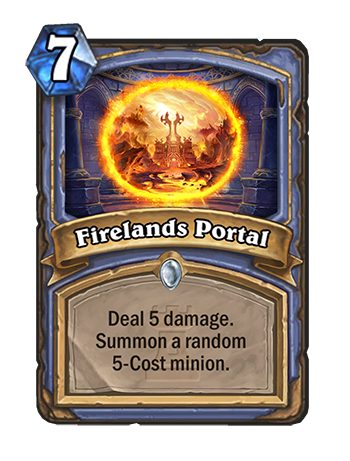 7
Firelands Portal
Deal 5 damage.
Summon a random
5-Cost minion.